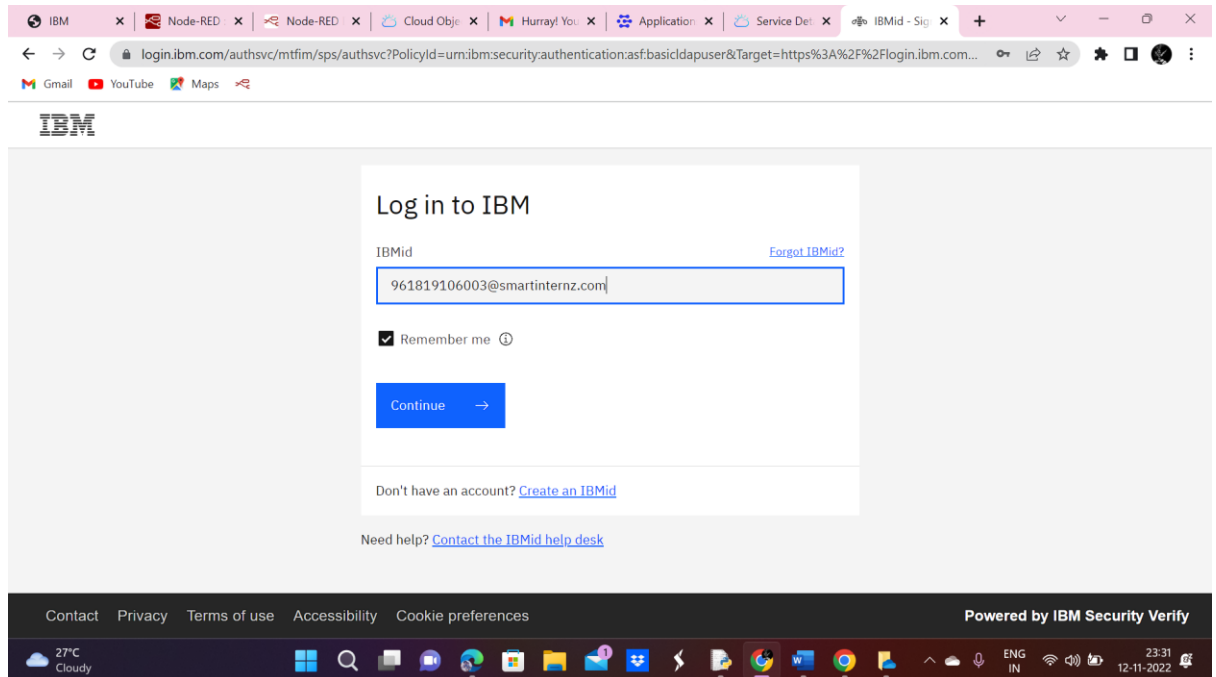 IBM Node-RED : Node-RED Cloud Obje Hurray! You Application Service Det IBMid - Sig
login.ibm.com/authsvc/mtfim/sps/authsvc?PolicyId=urn:ibm:security:authentication:asf:basicldapuser&Target=https%3A%2F%2Flogin.ibm.com...
Gmail YouTube Maps
IBM
Log in to IBM
IBMid Forgot IBMid?
961819106003@smartinternz.com
Remember me
Continue
Don't have an account? Create an IBMid
Need help? Contact the IBMid help desk
Contact Privacy Terms of use Accessibility Cookie preferences Powered by IBM Security Verify
27°C
Cloudy
1
ENG
IN
23:31
12-11-2022